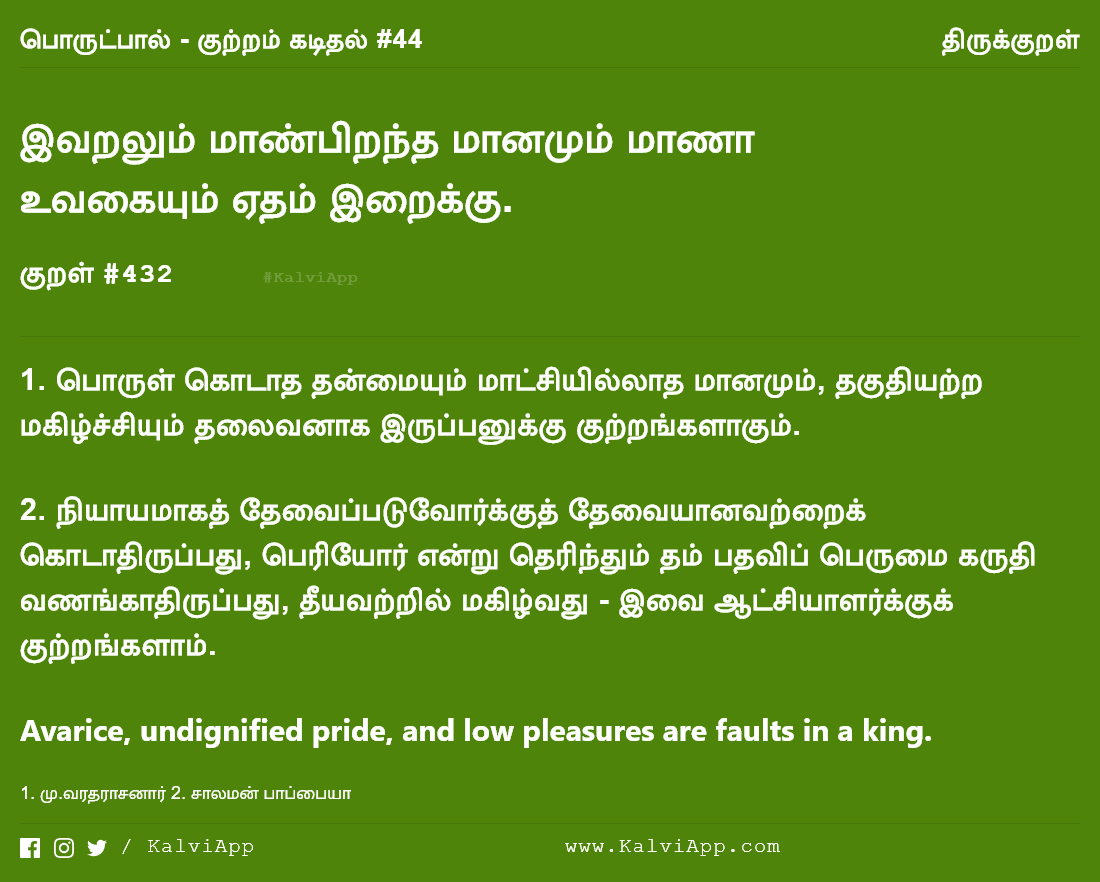 பொருட்பால் - குற்றம் கடிதல் #44
திருக்குறள்
இவறலும் மாண்பிறந்த மானமும் மாணா
உவகையும் ஏதம் இறைக்கு.
குறள் #432
#KalviApp
1. பொருள் கொடாத தன்மையும் மாட்சியில்லாத மானமும், தகுதியற்ற
மகிழ்ச்சியும் தலைவனாக இருப்பனுக்கு குற்றங்களாகும்.
2. நியாயமாகத் தேவைப்படுவோர்க்குத் தேவையானவற்றைக்
கொடாதிருப்பது, பெரியோர் என்று தெரிந்தும் தம் பதவிப் பெருமை கருதி
வணங்காதிருப்பது, தீயவற்றில் மகிழ்வது - இவை ஆட்சியாளர்க்குக்
குற்றங்களாம்.
Avarice, undignified pride, and low pleasures are faults in a king.
1. மு.வரதராசனார் 2. சாலமன் பாப்பையா
/ KalviApp
www.KalviApp.com